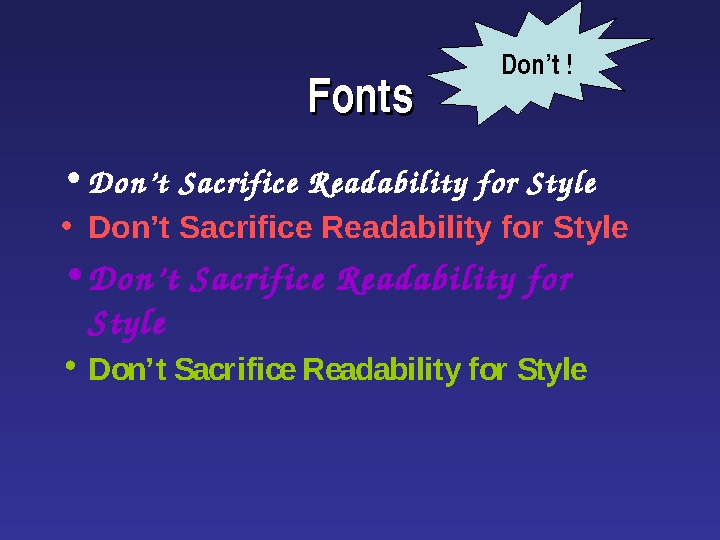 Don’t !
Fonts
• Don’t Sacrifice Readability for Style
• Don’t Sacrifice Readability for Style
• Don’t Sacrifice Readability for
Style
• Don’t Sacrifice Readability for Style